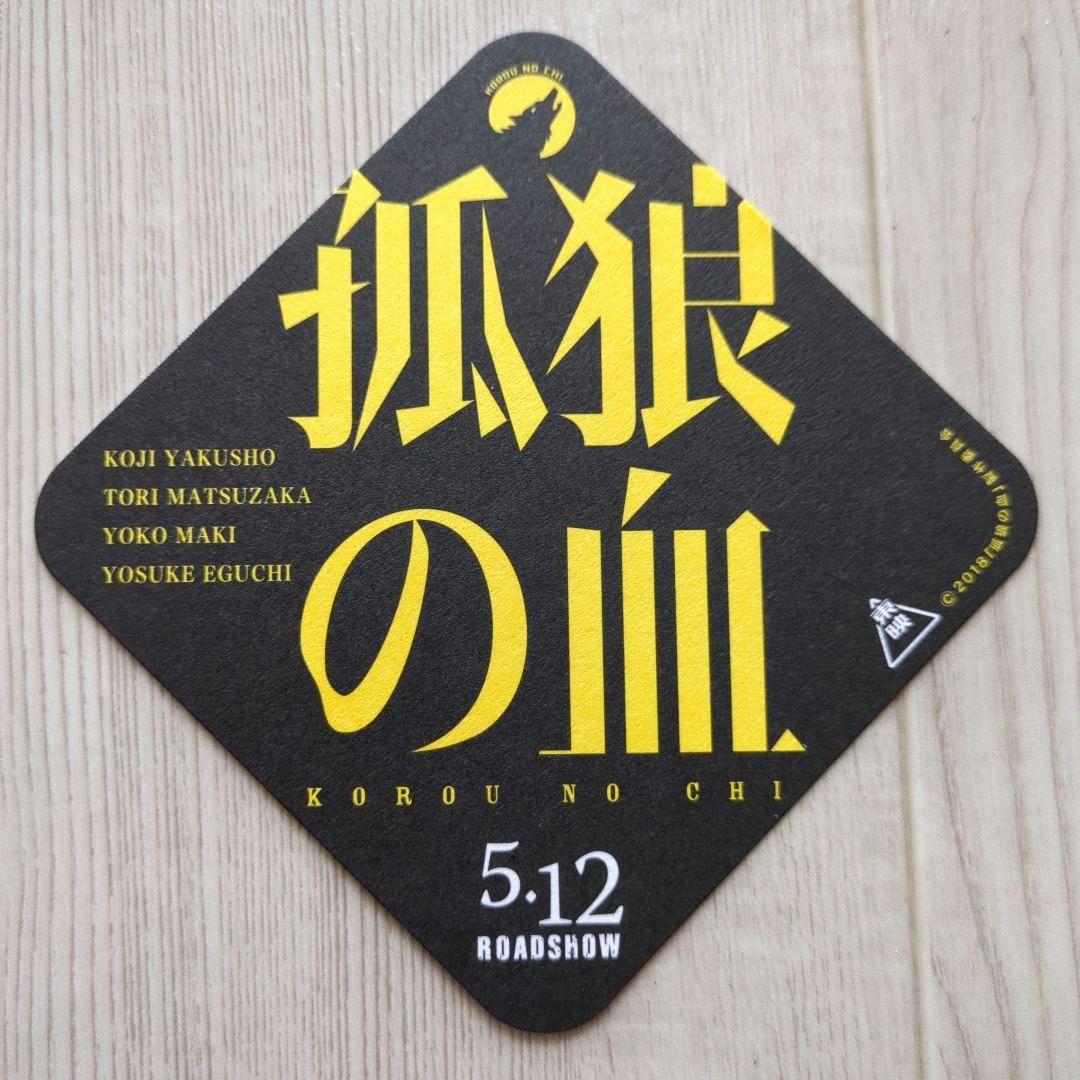 KOROU NO CHI
孤狼
の血
KOJI YAKUSHO
TORI MATSUZAKA
YOKO MAKI
YOSUKE EGUCHI
KOROU NO CHI
5.12
ROADSHOW
東映
©2018「孤狼の血」製作委員会